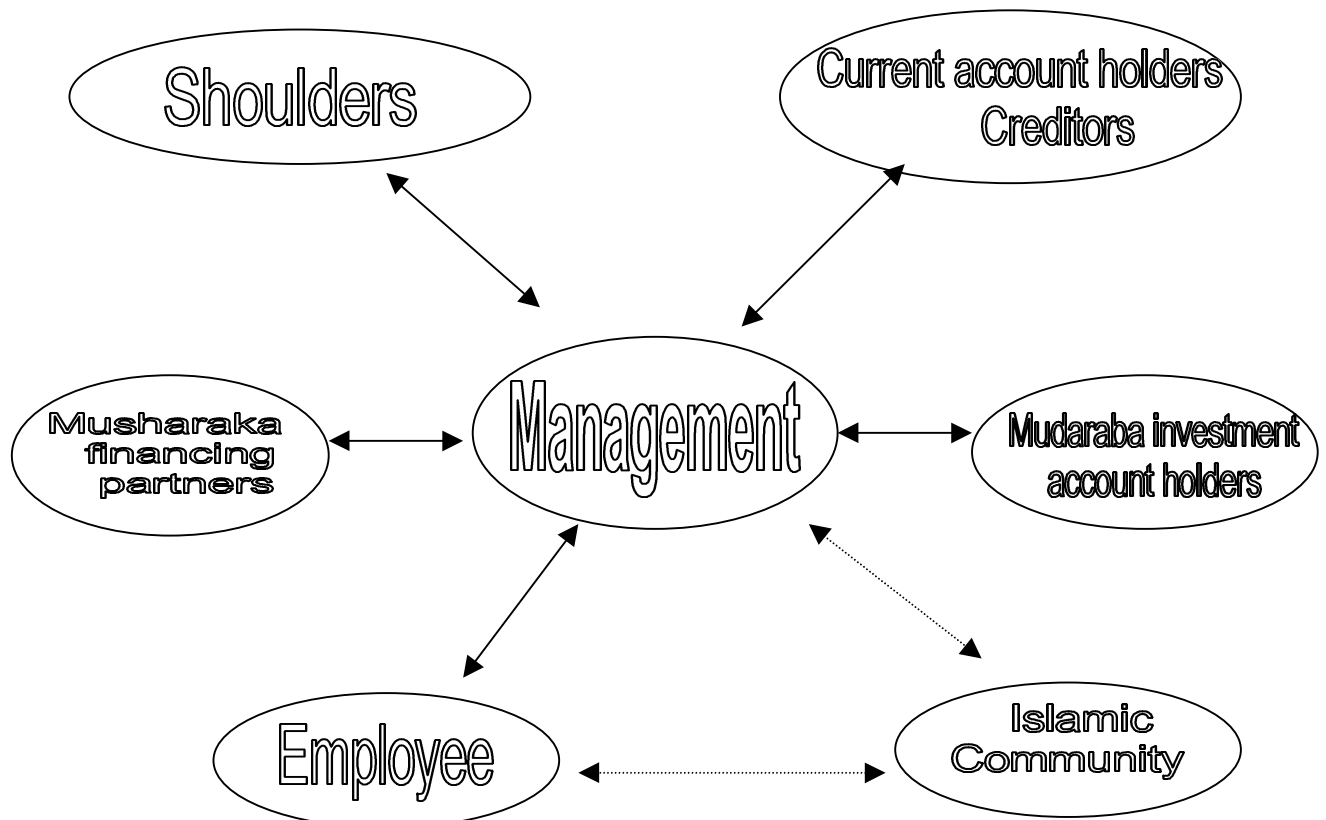 Shoulders
Current account holders
Creditors
Management
Musharaka
financing
partners
Mudaraba investment
account holders
Employee
Islamic
Community